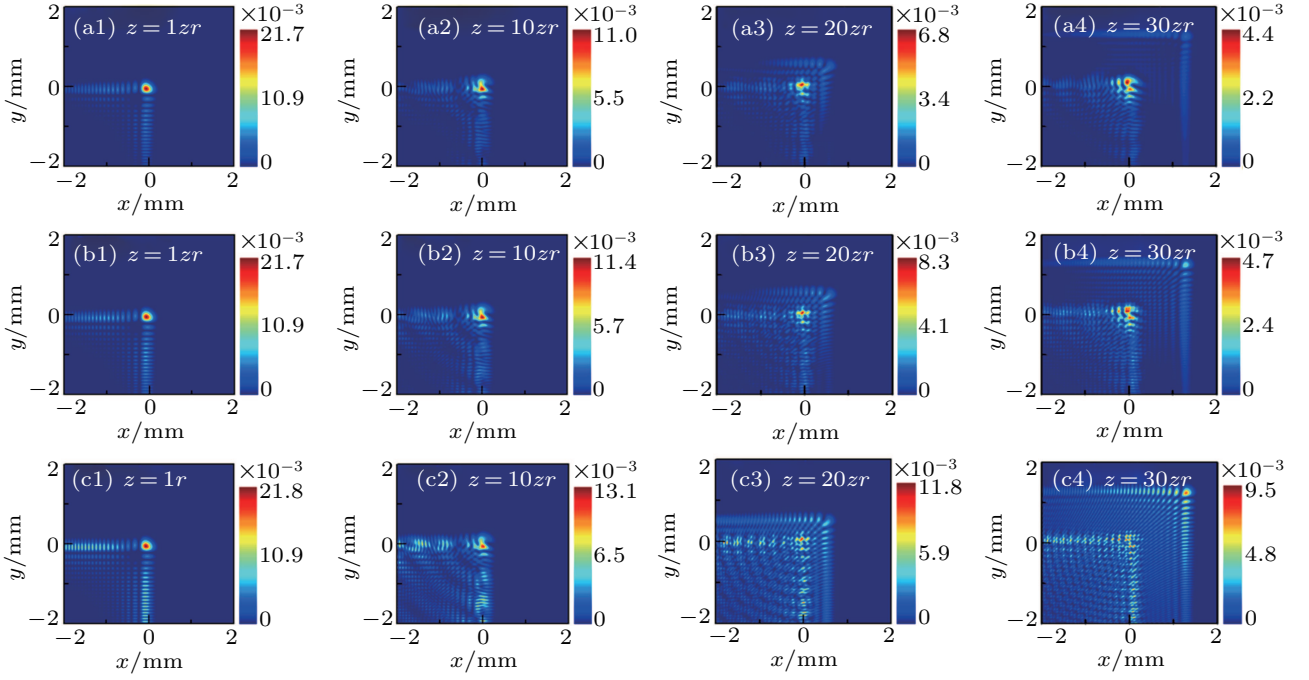 ×10⁻³ ×10⁻³ ×10⁻³ ×10⁻³
2 (a1) z = 1zr 21.7 2 (a2) z = 10zr 11.0 2 (a3) z = 20zr 6.8 2 (a4) z = 30zr 4.4
y/mm 0 10.9 y/mm 0 5.5 y/mm 0 3.4 y/mm 0 2.2
−2 0 −2 0 −2 0 −2 0
−2 0 2 −2 0 2 −2 0 2 −2 0 2
x/mm x/mm x/mm x/mm
×10⁻³ ×10⁻³ ×10⁻³ ×10⁻³
2 (b1) z = 1zr 21.7 2 (b2) z = 10zr 11.4 2 (b3) z = 20zr 8.3 2 (b4) z = 30zr 4.7
y/mm 0 10.9 y/mm 0 5.7 y/mm 0 4.1 y/mm 0 2.4
−2 0 −2 0 −2 0 −2 0
−2 0 2 −2 0 2 −2 0 2 −2 0 2
x/mm x/mm x/mm x/mm
×10⁻³ ×10⁻³ ×10⁻³ ×10⁻³
2 (c1) z = 1r 21.8 2 (c2) z = 10zr 13.1 2 (c3) z = 20zr 11.8 2 (c4) z = 30zr 9.5
y/mm 0 10.9 y/mm 0 6.5 y/mm 0 5.9 y/mm 0 4.8
−2 0 −2 0 −2 0 −2 0
−2 0 2 −2 0 2 −2 0 2 −2 0 2
x/mm x/mm x/mm x/mm